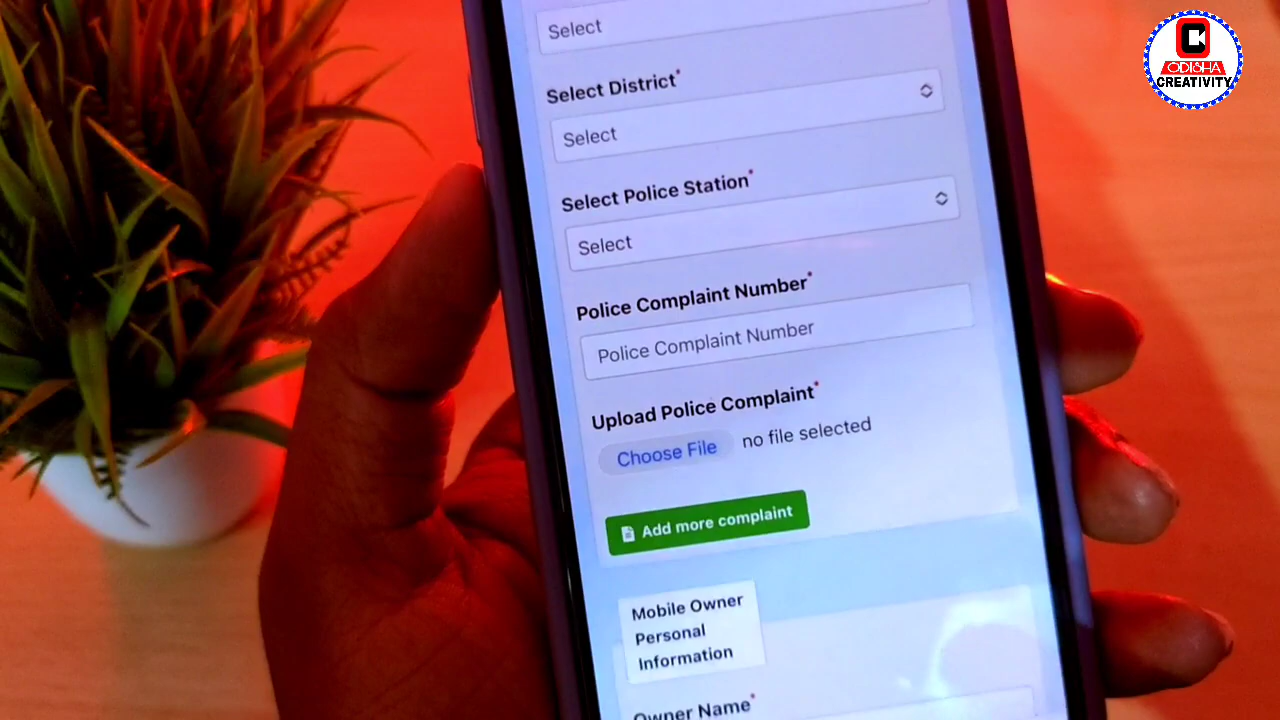 Select
Select District*
Select
Select Police Station*
Select
Police Complaint Number*
Police Complaint Number
Upload Police Complaint*
Choose File no file selected
Add more complaint
Mobile Owner
Personal
Information
Owner Name*
ODISHA
CREATIVITY